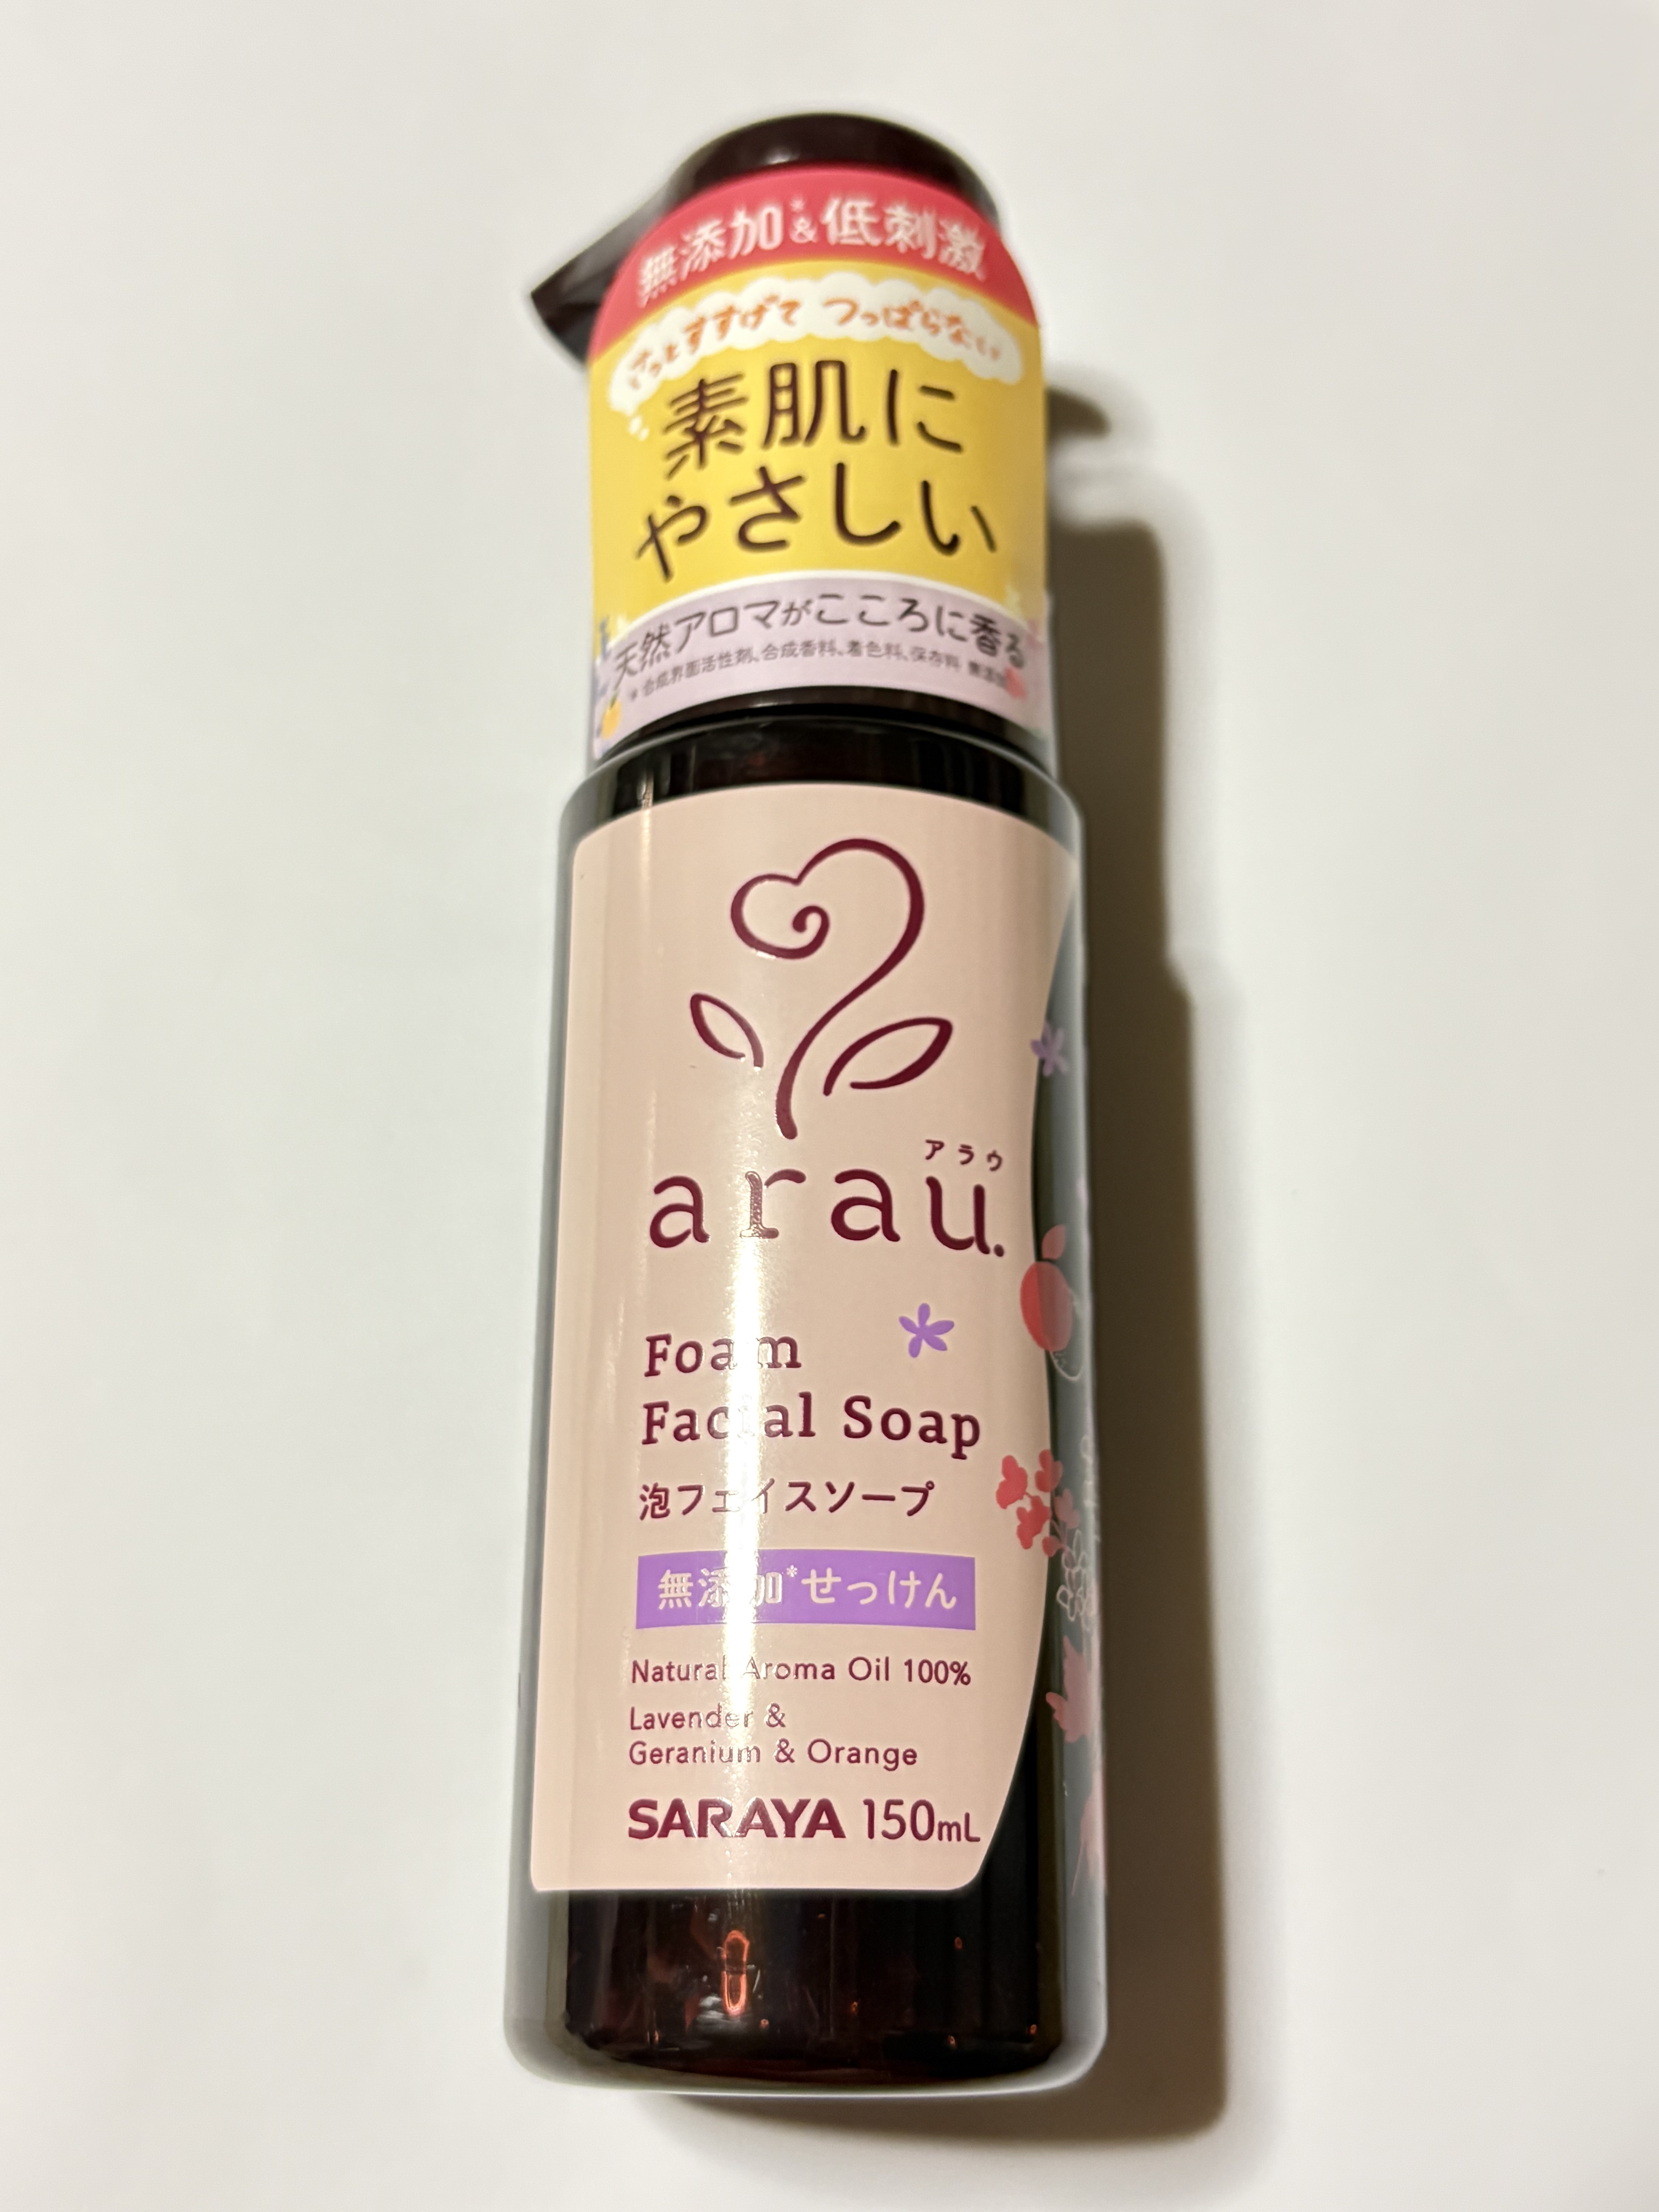 無添加*&低刺激
さっとすすげて つっぱらない
素肌に
やさしい
天然アロマがこころに香る
*合成界面活性剤、合成香料、着色料、保存料 無添加
アラウ
arau.
Foam
Facial Soap
泡フェイスソープ
無添加*せっけん
Natural Aroma Oil 100%
Lavender &
Geranium & Orange
SARAYA 150mL